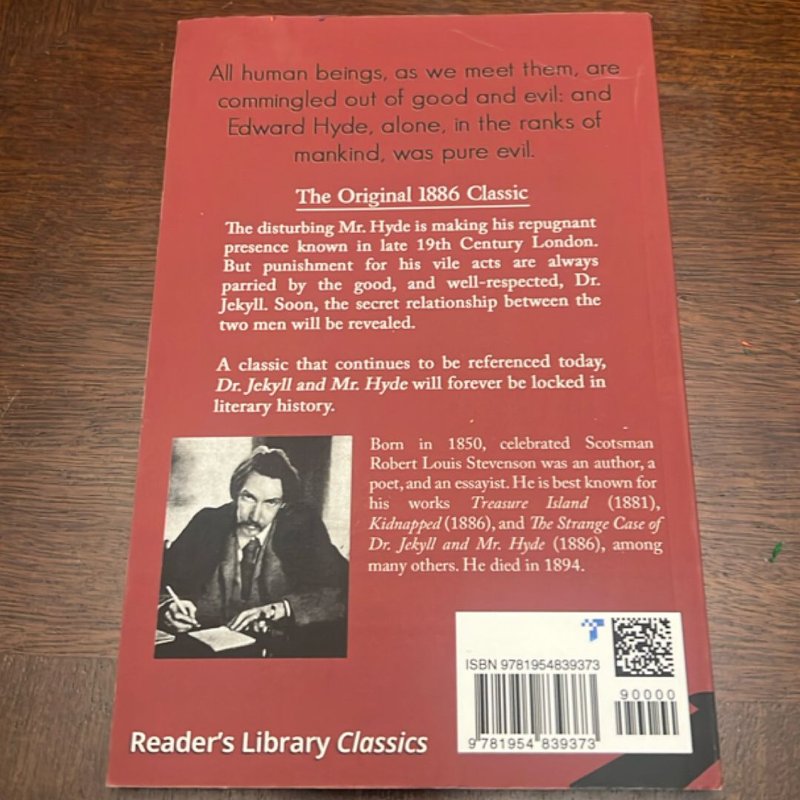 All human beings, as we meet them, are
commingled out of good and evil: and
Edward Hyde, alone, in the ranks of
mankind, was pure evil.
The Original 1886 Classic
The disturbing Mr. Hyde is making his repugnant
presence known in late 19th Century London.
But punishment for his vile acts are always
parried by the good, and well-respected, Dr.
Jekyll. Soon, the secret relationship between the
two men will be revealed.
A classic that continues to be referenced today,
Dr. Jekyll and Mr. Hyde will forever be locked in
literary history.
Born in 1850, celebrated Scotsman
Robert Louis Stevenson was an author, a
poet, and an essayist. He is best known for
his works Treasure Island (1881),
Kidnapped (1886), and The Strange Case of
Dr. Jekyll and Mr. Hyde (1886), among
many others. He died in 1894.
ISBN 9781954839373
90000
9 781954 839373
Reader's Library Classics